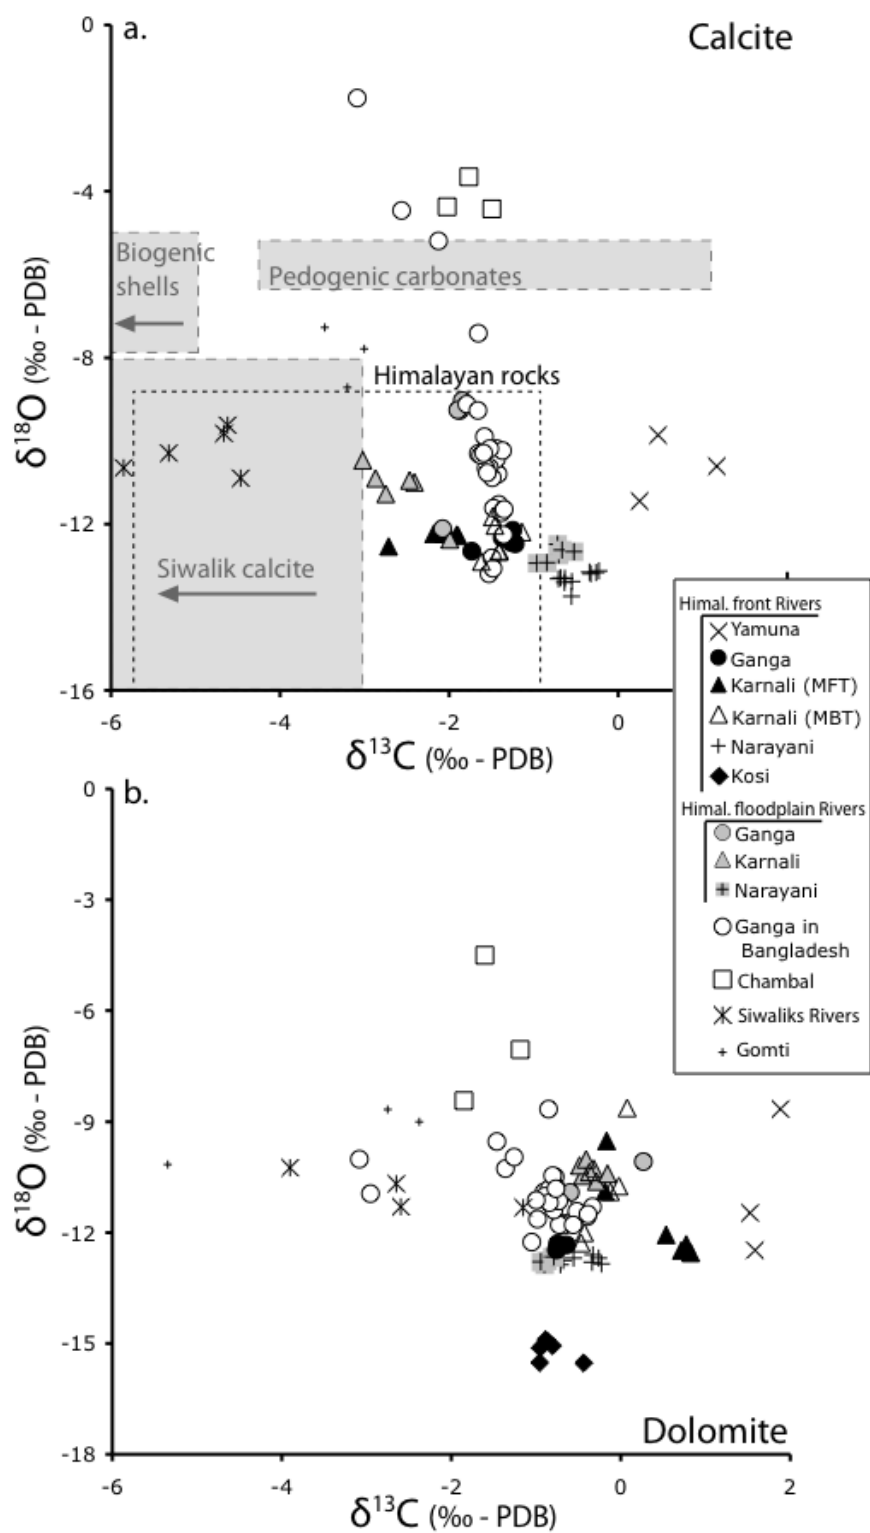 a.
Calcite
0
-4
-8
-12
-16
δ18O (‰ - PDB)
Biogenic
shells
Pedogenic carbonates
Himalayan rocks
Siwalik calcite
-6
-4
-2
0
δ13C (‰ - PDB)
Himal. front Rivers
Yamuna
Ganga
Karnali (MFT)
Karnali (MBT)
Narayani
Kosi
Himal. floodplain Rivers
Ganga
Karnali
Narayani
Ganga in
Bangladesh
Chambal
Siwaliks Rivers
Gomti
b.
0
-3
-6
-9
-12
-15
-18
δ18O (‰ - PDB)
Dolomite
-6
-4
-2
0
2
δ13C (‰ - PDB)